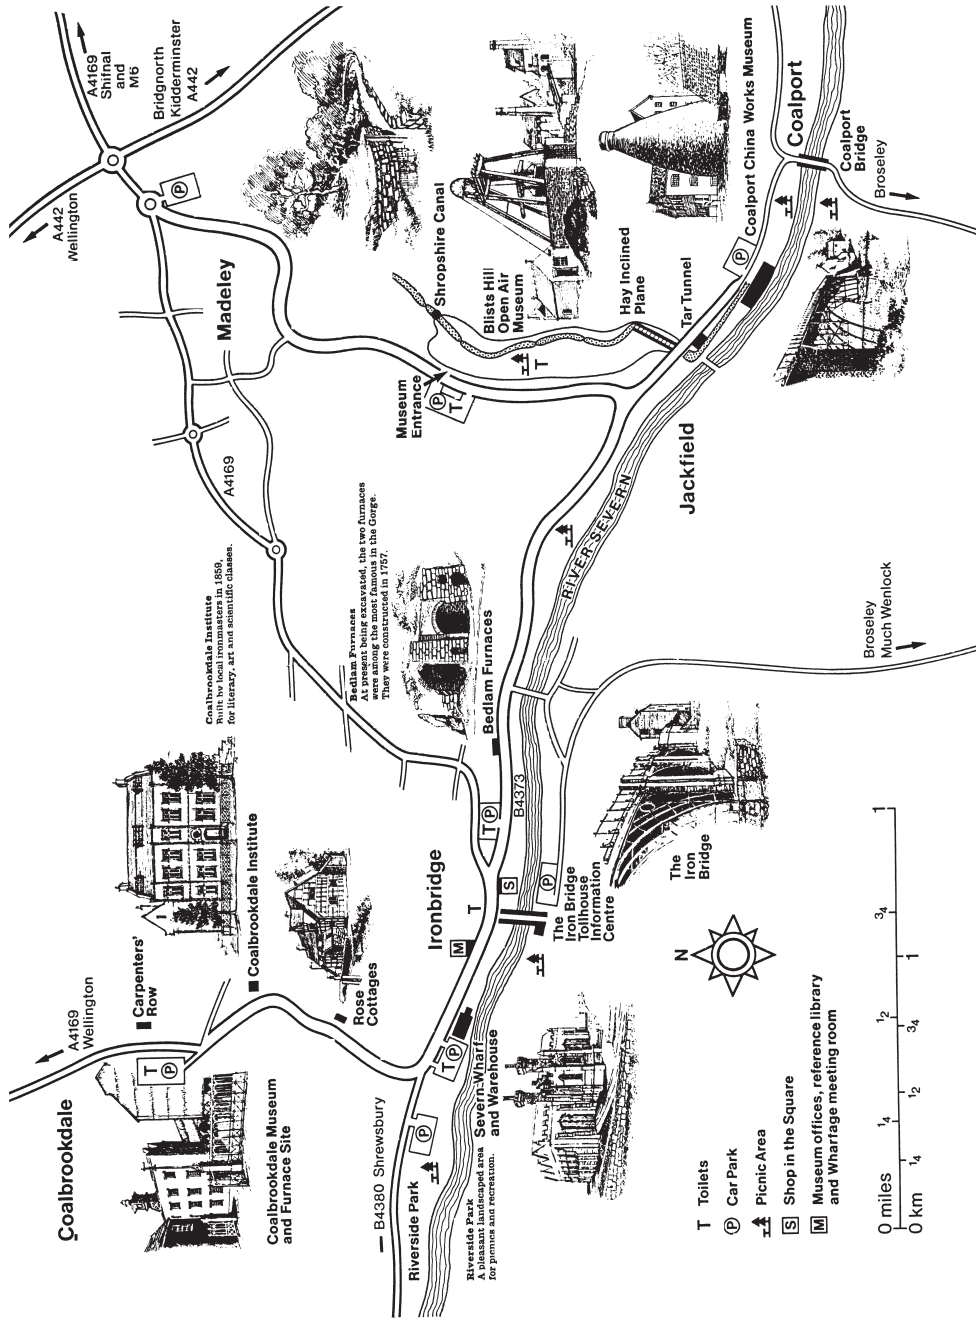 Coalbrookdale
A4169
Wellington
Carpenters'
Row
Coalbrookdale Institute
Coalbrookdale Institute
Built by local ironmasters in 1859,
for literary, art and scientific classes.
Coalbrookdale Museum
and Furnace Site
Rose
Cottages
B4380 Shrewsbury
Riverside Park
Riverside Park
A pleasant landscaped area
for picnics and recreation.
Severn Wharf
and Warehouse
T
P
T
P
P
Ironbridge
M
T
S
T
P
P
B4373
The
Iron Bridge
Tollhouse
Information
Centre
The
Iron
Bridge
Bedlam Furnaces
Bedlam Furnaces
At present being excavated, the two furnaces
were among the most famous in the Gorge.
They were constructed in 1757.
A4169
Madeley
A442
Wellington
A4169
Shifnal
and
M6
Bridgnorth
Kidderminster
A442
P
Museum
Entrance
P
T
T
Shropshire Canal
Blists Hill
Open Air
Museum
Hay Inclined
Plane
Tar Tunnel
P
Coalport China Works Museum
Coalport
Coalport
Bridge
Broseley
Jackfield
RIVER SEVERN
Broseley
Much Wenlock
N
T Toilets
P Car Park
Picnic Area
S Shop in the Square
M Museum offices, reference library
and Wharfage meeting room
0 miles 1/4 1/2 3/4 1
0 km 1/4 1/2 3/4 1